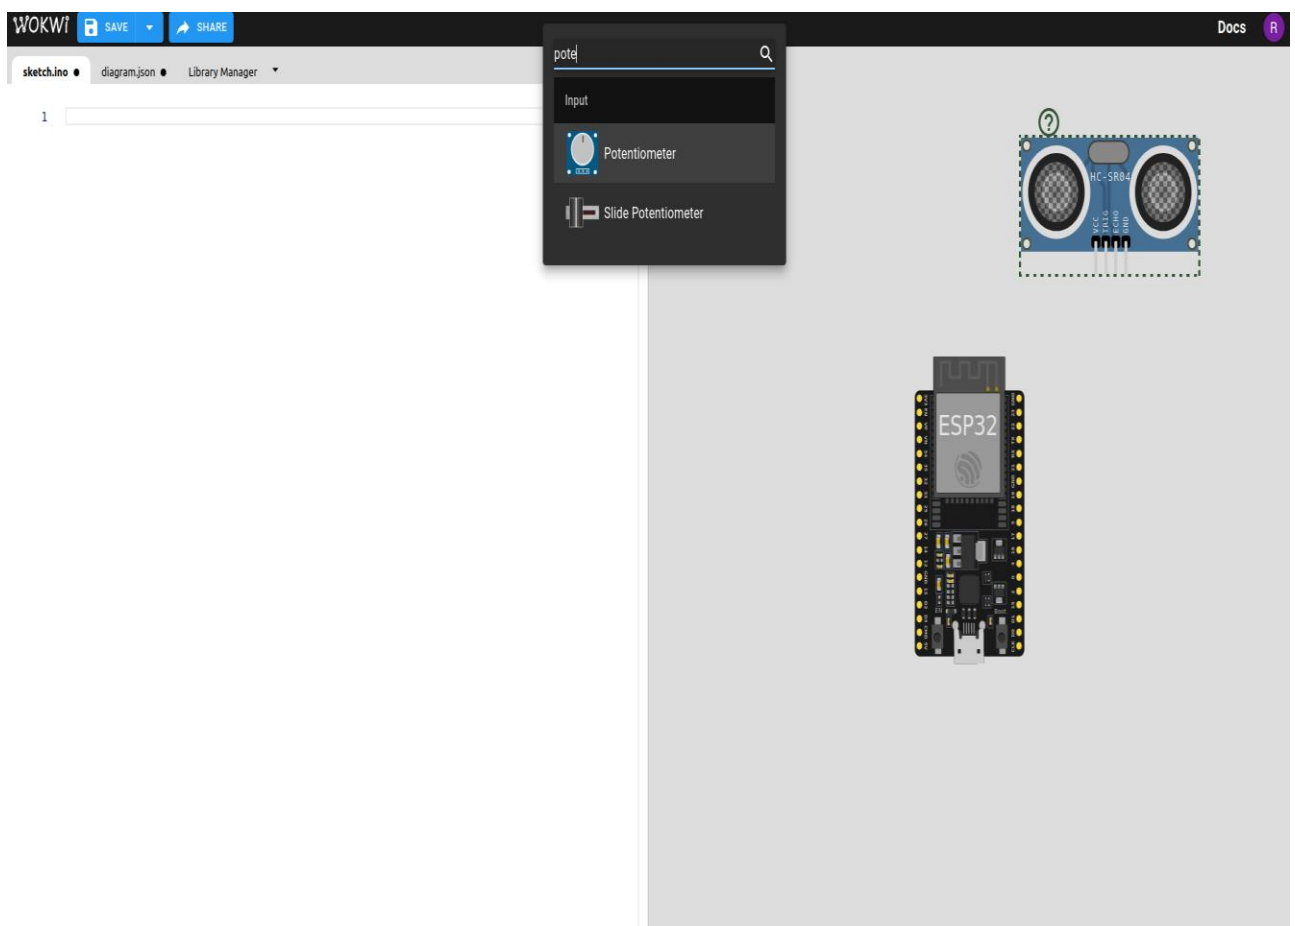 WOKWi SAVE SHARE Docs R
pote
sketch.ino diagram.json Library Manager
Input
1
Potentiometer
Slide Potentiometer
?
HC-SR04
VCC TRIG ECHO GND
ESP32